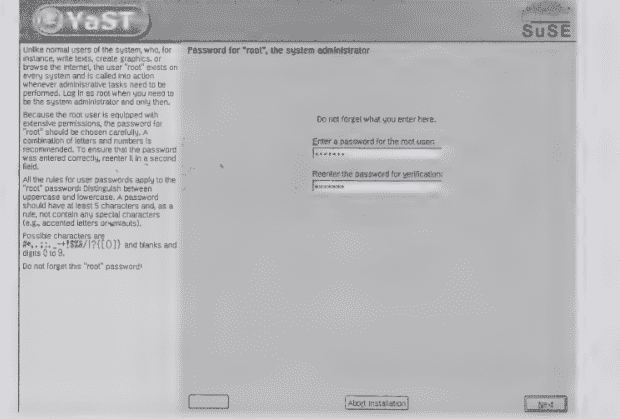 YaST
SuSE
Unlike normal users of the system, who, for
instance, write texts, create graphics, or
browse the Internet, the user "root" exists on
every system and is called into action
whenever administrative tasks need to be
performed. Log in as root when you need to
be the system administrator and only then.
Because the root user is equipped with
extensive permissions, the password for
"root" should be chosen carefully. A
combination of letters and numbers is
recommended. To ensure that the password
was entered correctly, reenter it in a second
field.
All the rules for user passwords apply to the
"root" password: Distinguish between
uppercase and lowercase. A password
should have at least 5 characters and, as a
rule, not contain any special characters
(e.g., accented letters or umlauts).
Possible characters are
and blanks and
digits 0 to 9.
Do not forget this "root" password!
Password for "root", the system administrator
Do not forget what you enter here.
Enter a password for the root user:
*******
Reenter the password for verification:
*******
Abort Installation
Next